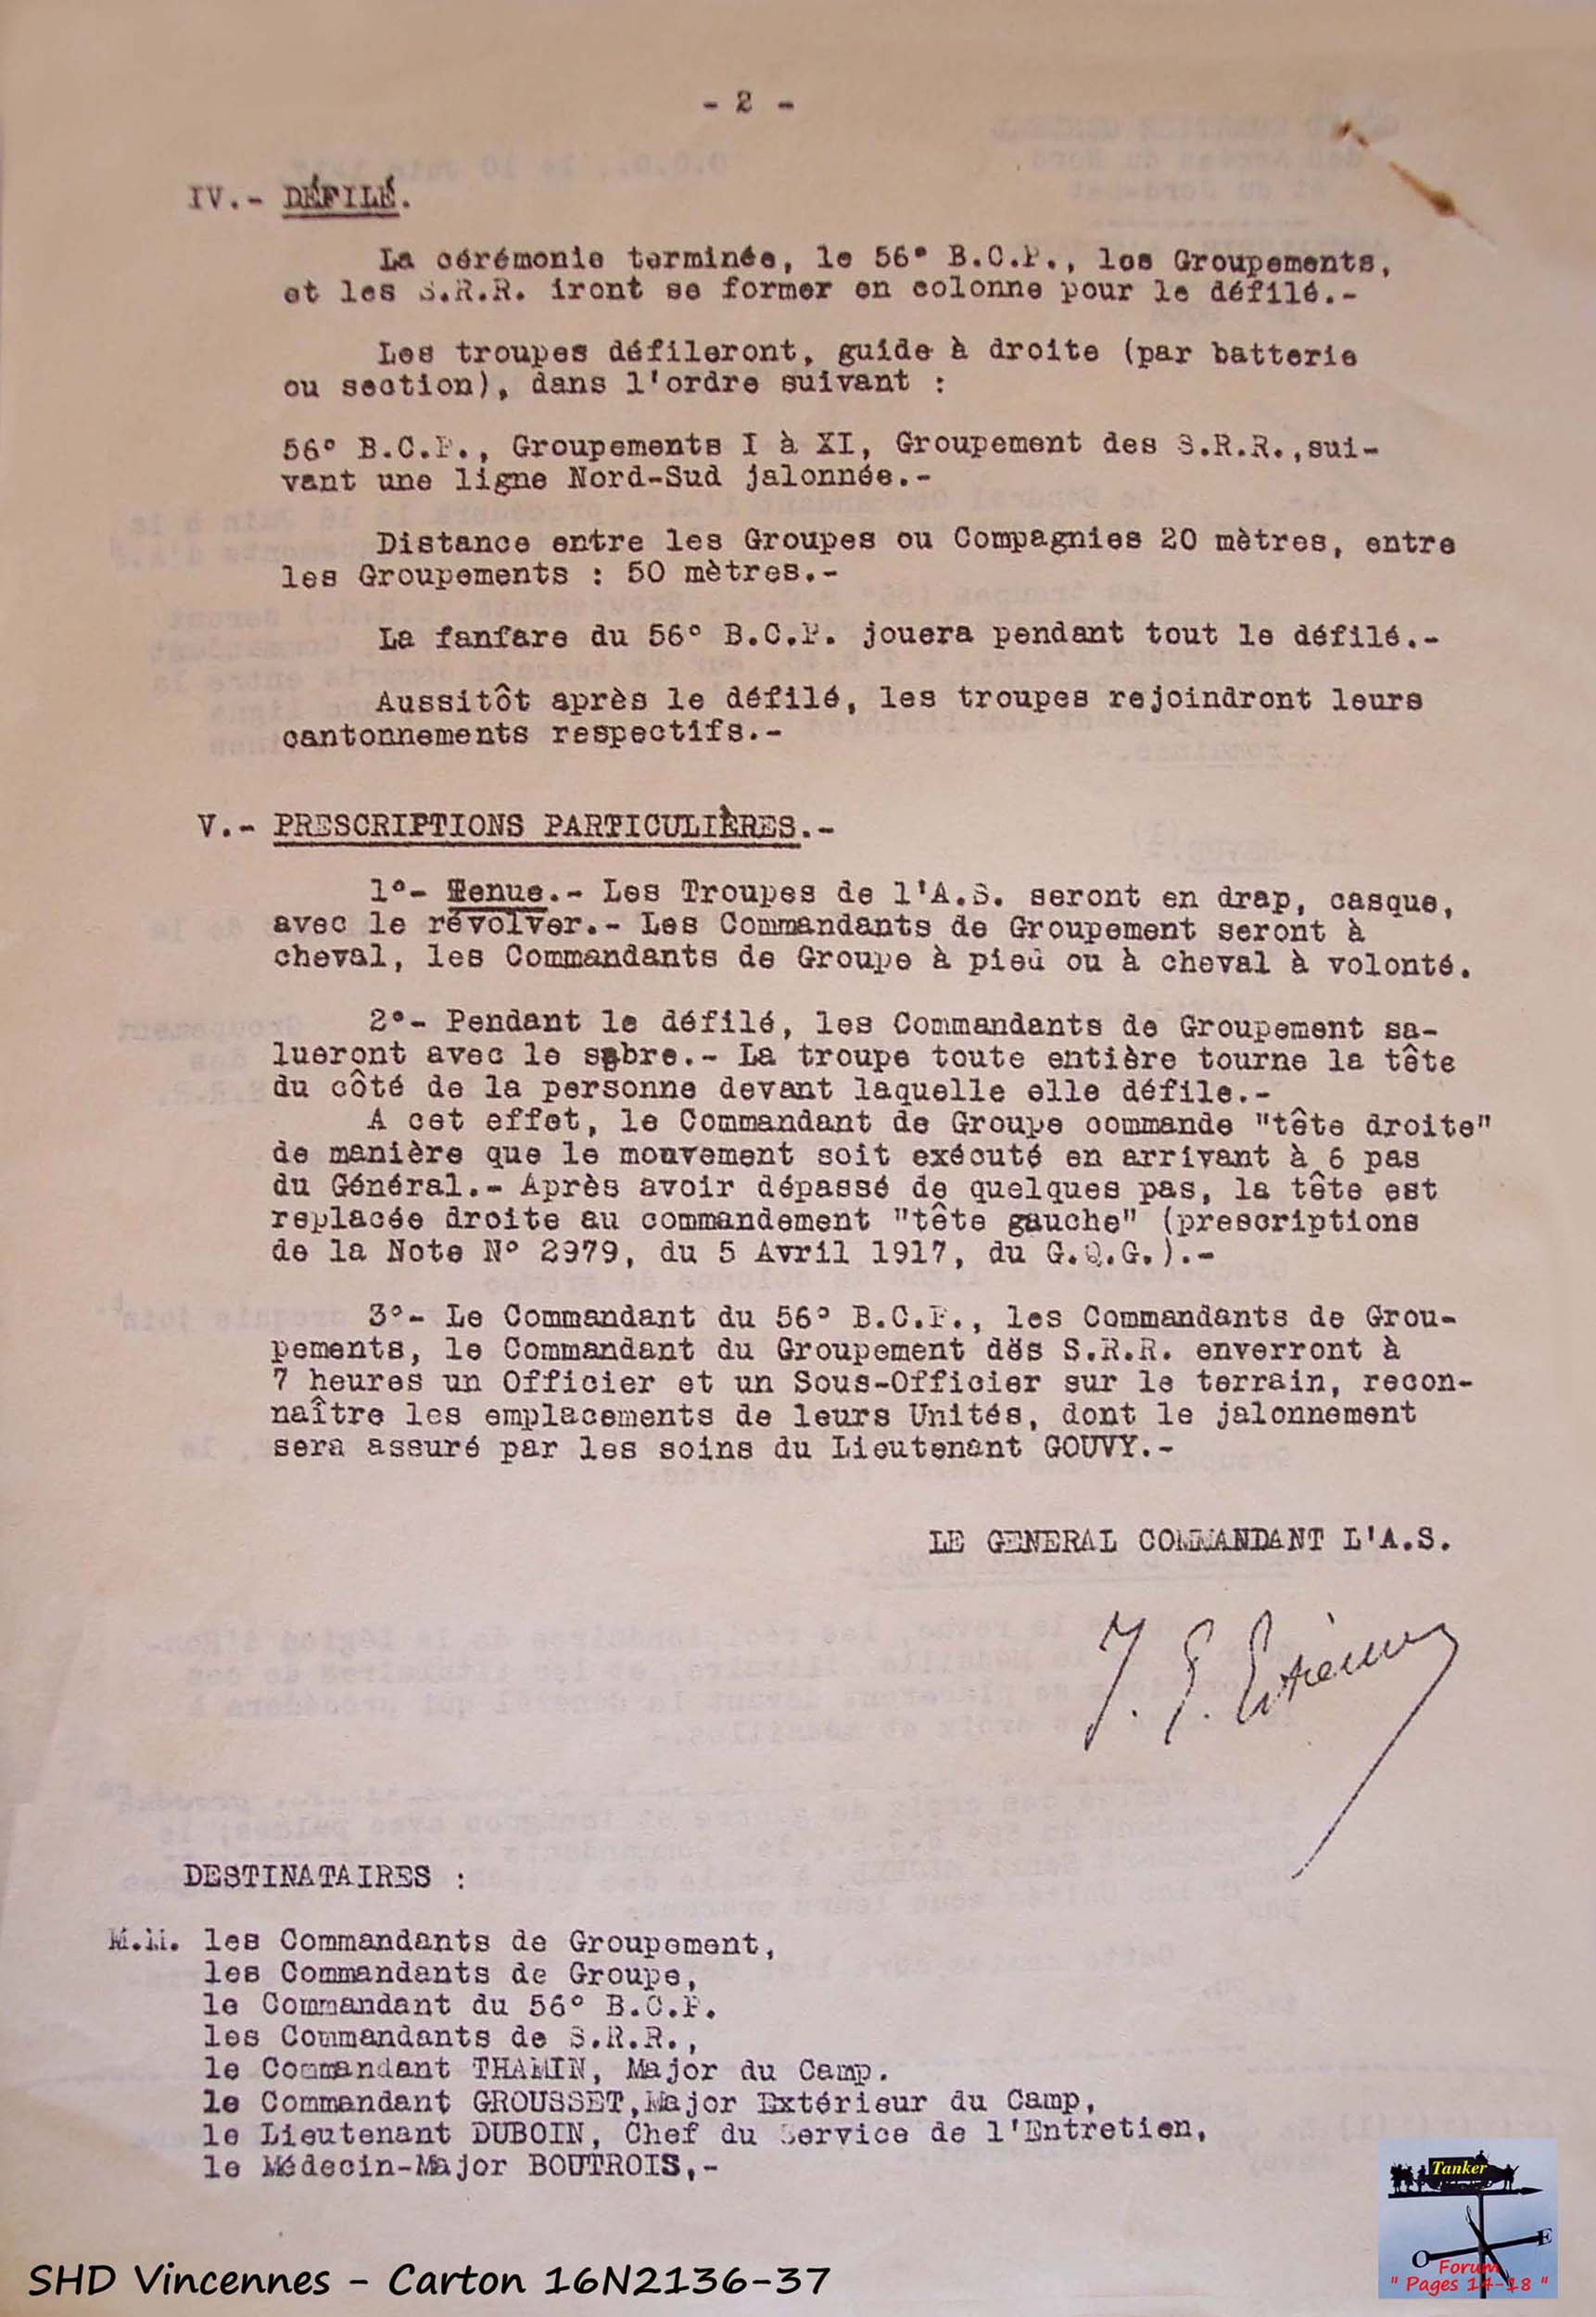 - 2 -
IV.- DÉFILÉ.
La cérémonie terminée, le 56° B.C.P., les Groupements,
et les S.R.R. iront se former en colonne pour le défilé.-
Les troupes défileront, guide à droite (par batterie
ou section), dans l'ordre suivant :
56° B.C.P., Groupements I à XI, Groupement des S.R.R.,sui-
vant une ligne Nord-Sud jalonnée.-
Distance entre les Groupes ou Compagnies 20 mètres, entre
les Groupements : 50 mètres.-
La fanfare du 56° B.C.P. jouera pendant tout le défilé.-
Aussitôt après le défilé, les troupes rejoindront leurs
cantonnements respectifs.-
V.- PRESCRIPTIONS PARTICULIÈRES.-
1°- Tenue.- Les Troupes de l'A.S. seront en drap, casque,
avec le révolver.- Les Commandants de Groupement seront à
cheval, les Commandants de Groupe à pied ou à cheval à volonté.
2°- Pendant le défilé, les Commandants de Groupement sa-
lueront avec le sabre.- La troupe toute entière tourne la tête
du côté de la personne devant laquelle elle défile.-
A cet effet, le Commandant de Groupe commande "tête droite"
de manière que le mouvement soit exécuté en arrivant à 6 pas
du Général.- Après avoir dépassé de quelques pas, la tête est
replacée droite au commandement "tête gauche" (prescriptions
de la Note N° 2979, du 5 Avril 1917, du G.Q.G.).-
3°- Le Commandant du 56° B.C.P., les Commandants de Grou-
pements, le Commandant du Groupement des S.R.R. enverront à
7 heures un Officier et un Sous-Officier sur le terrain, recon-
naître les emplacements de leurs Unités, dont le jalonnement
sera assuré par les soins du Lieutenant GOUVY.-
LE GENERAL COMMANDANT L'A.S.
J. E. Estienne
DESTINATAIRES :
M.M. les Commandants de Groupement,
les Commandants de Groupe,
le Commandant du 56° B.C.P.
les Commandants de S.R.R.,
le Commandant THAMIN, Major du Camp.
le Commandant GROUSSET,Major Extérieur du Camp,
le Lieutenant DUBOIN, Chef du Service de l'Entretien,
le Médecin-Major BOUTROIS,-
Tanker
O E
Forum
" Pages 14-18 "
SHD Vincennes - Carton 16N2136-37